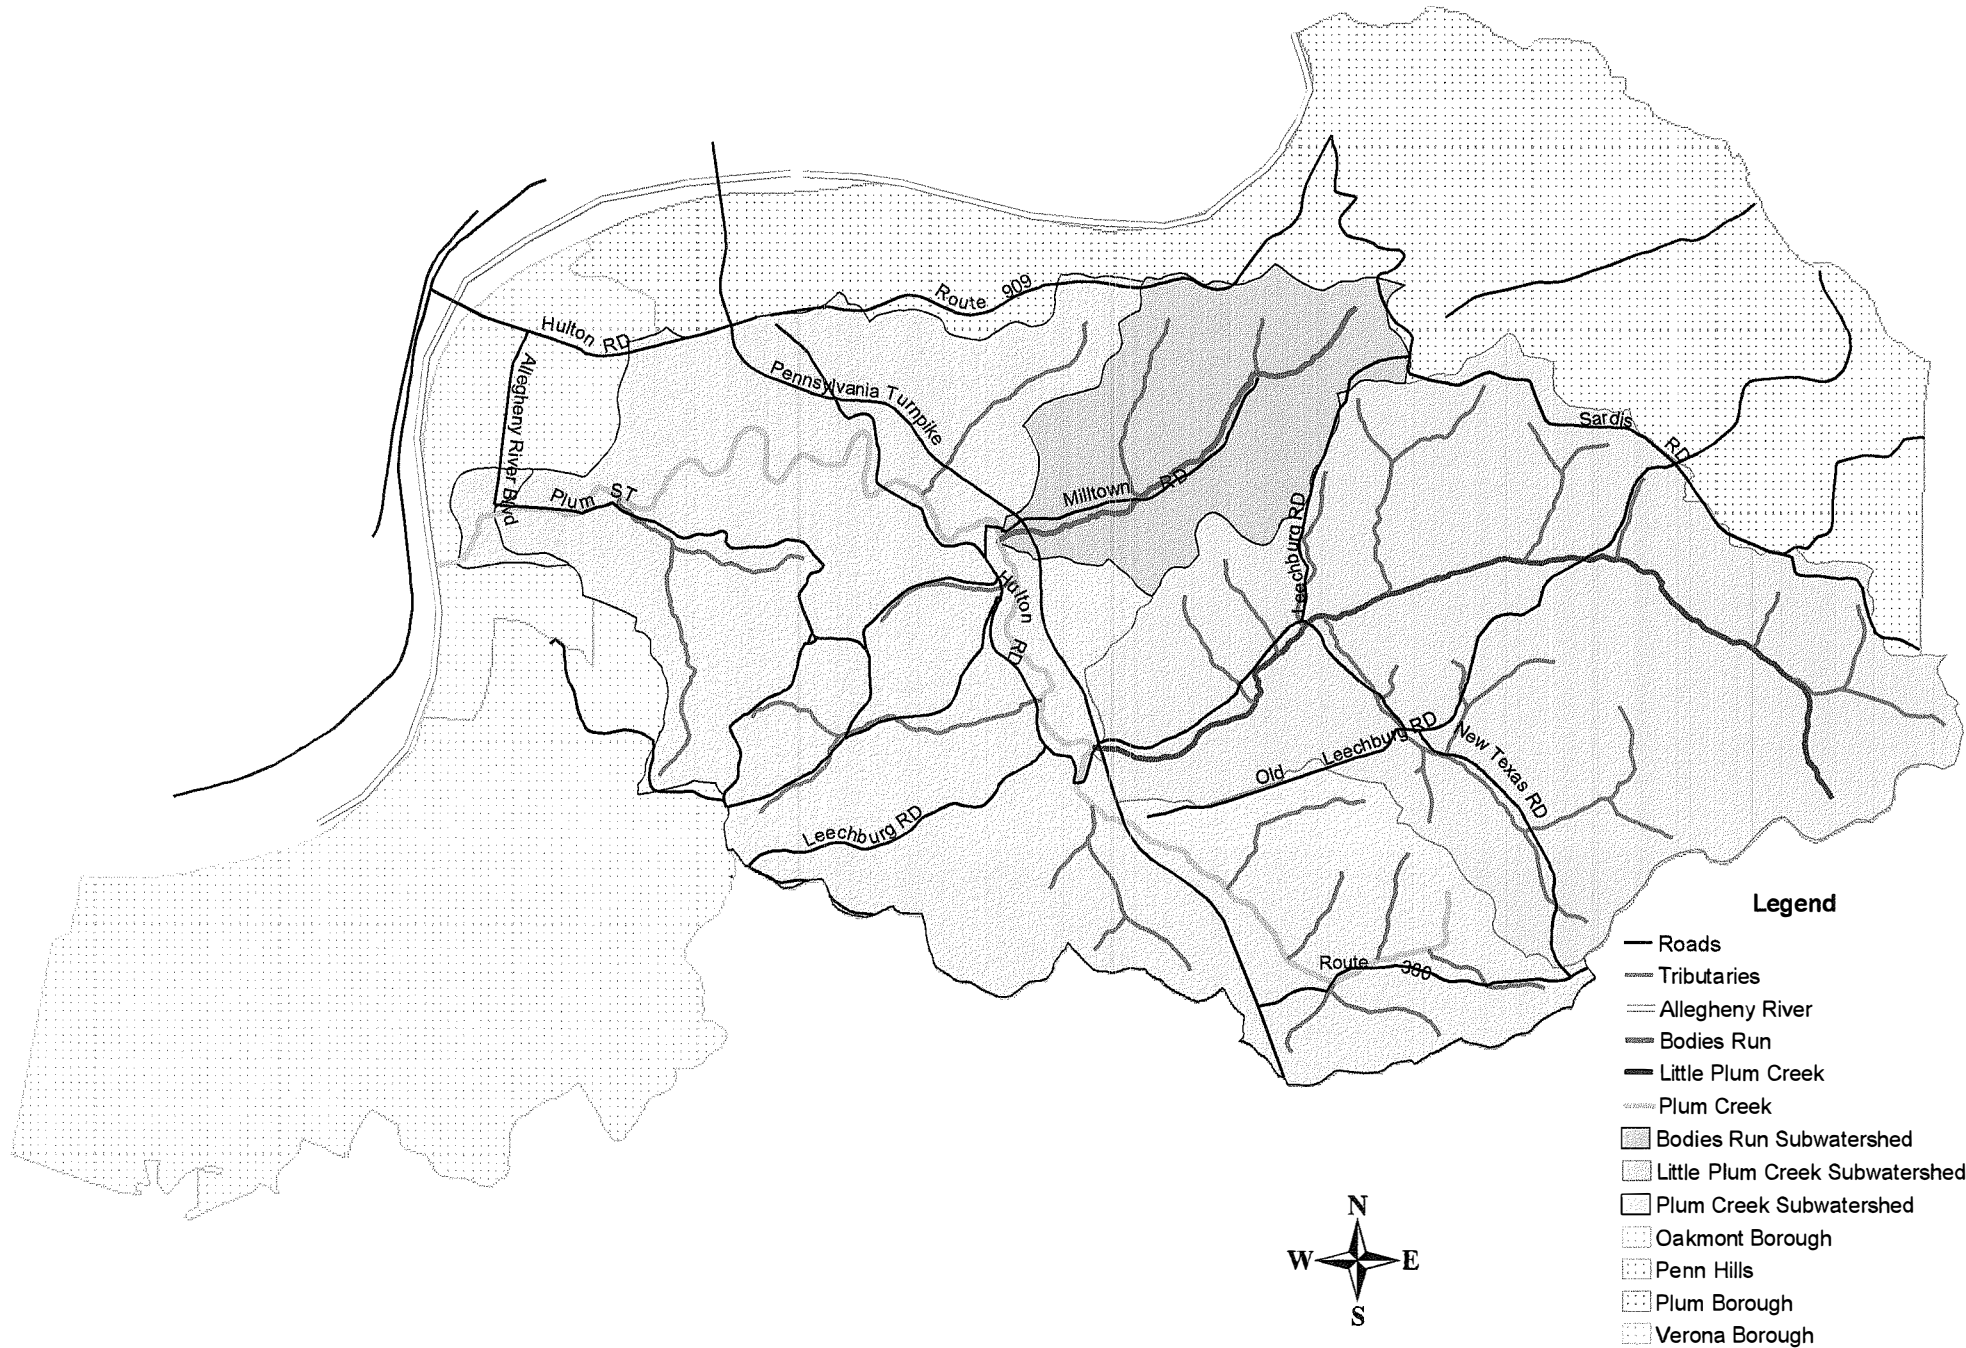 Route 909
Hulton RD
Allegheny River Blvd
Pennsylvania Turnpike
Sardis RD
Plum ST
Milltown RD
Leechburg RD
Hulton RD
Old Leechburg RD
New Texas RD
Leechburg RD
Route 380
Legend
Roads
Tributaries
Allegheny River
Bodies Run
Little Plum Creek
Plum Creek
Bodies Run Subwatershed
Little Plum Creek Subwatershed
Plum Creek Subwatershed
Oakmont Borough
Penn Hills
Plum Borough
Verona Borough
N
W E
S